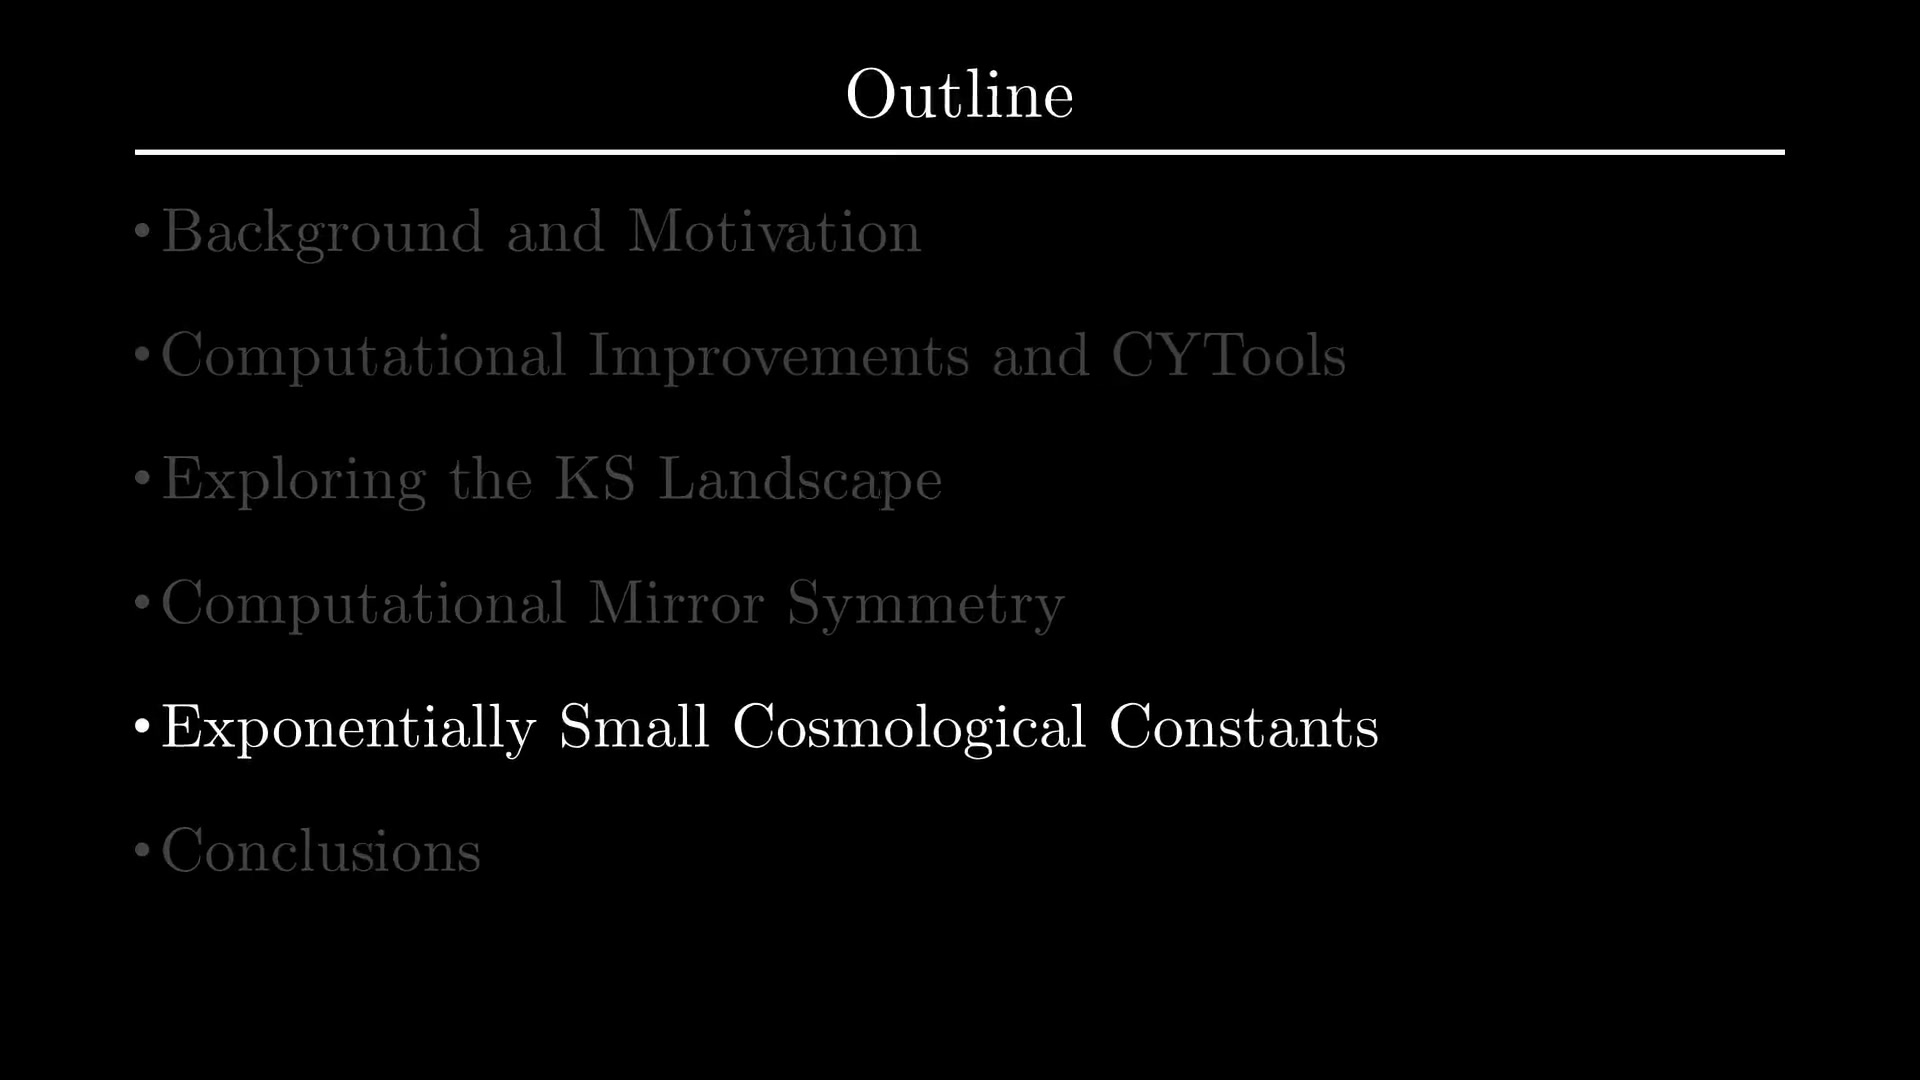 Outline
• Background and Motivation
• Computational Improvements and CYTools
• Exploring the KS Landscape
• Computational Mirror Symmetry
• Exponentially Small Cosmological Constants
• Conclusions